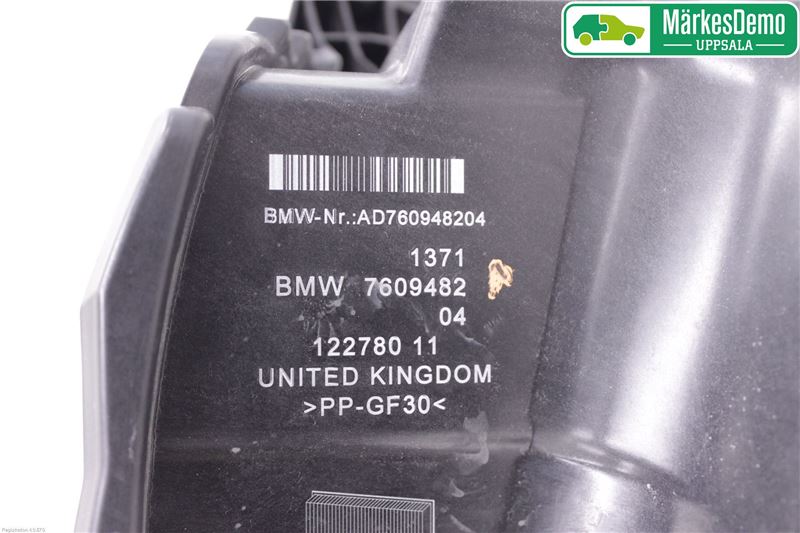 MärkesDemo
UPPSALA
BMW-Nr.:AD760948204
1371
BMW 7609482
04
122780 11
UNITED KINGDOM
>PP-GF30<